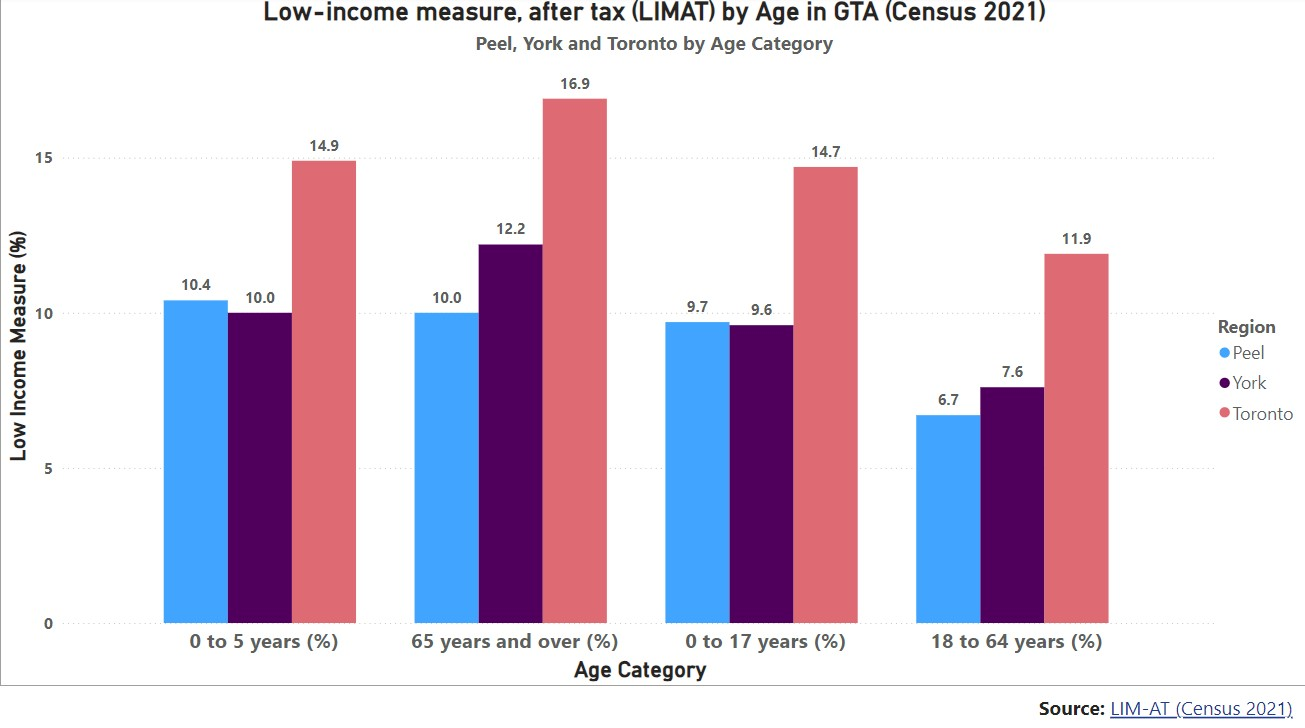 Low-income measure, after tax (LIMAT) by Age in GTA (Census 2021)
Peel, York and Toronto by Age Category
Low Income Measure (%)
15
10
5
0
10.4
10.0
14.9
10.0
12.2
16.9
9.7
9.6
14.7
6.7
7.6
11.9
0 to 5 years (%)
65 years and over (%)
0 to 17 years (%)
18 to 64 years (%)
Age Category
Region
Peel
York
Toronto
Source: LIM-AT (Census 2021)